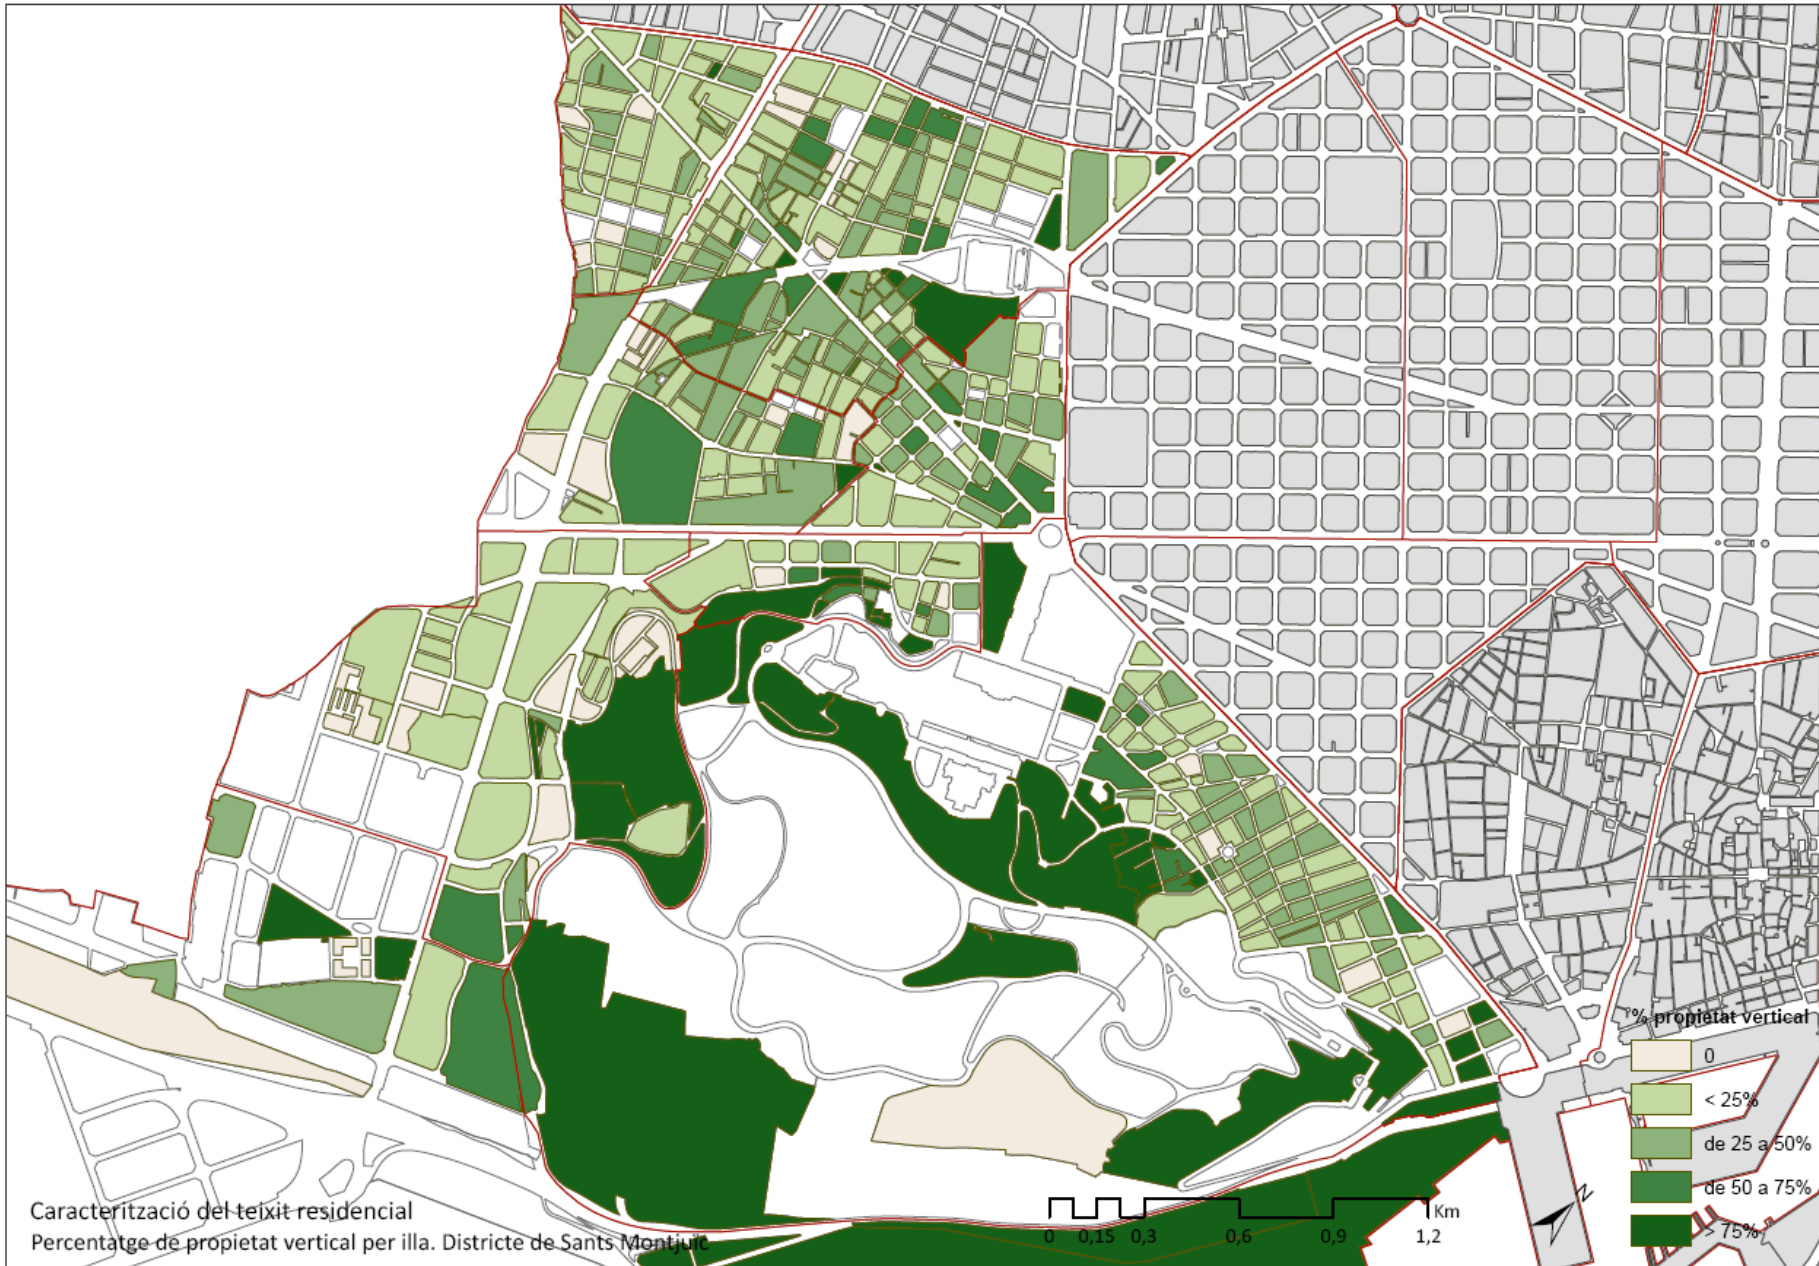 % propietat vertical
0
< 25%
de 25 a 50%
de 50 a 75%
> 75%
N
Km
0 0,15 0,3 0,6 0,9 1,2
Caracterització del teixit residencial
Percentatge de propietat vertical per illa. Districte de Sants Montjuïc